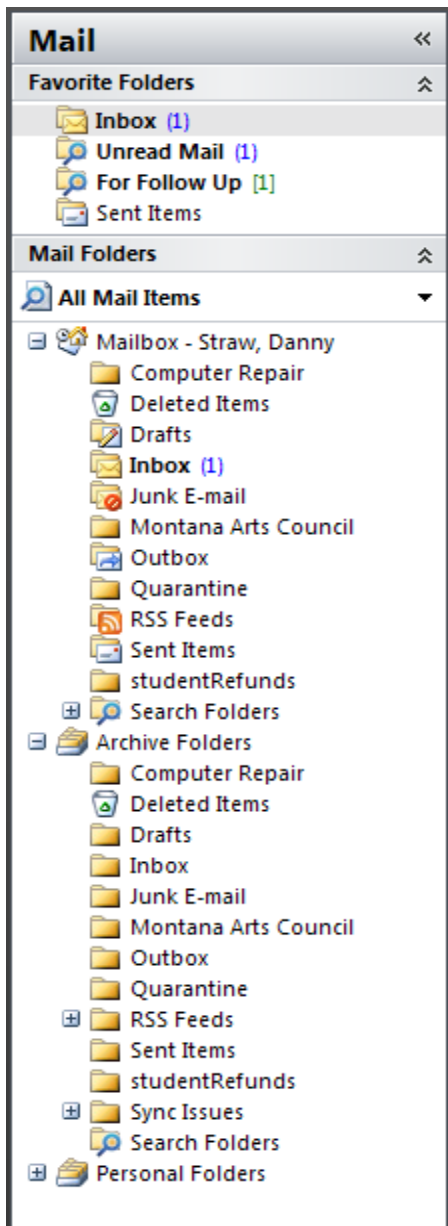 Mail
Favorite Folders
Inbox (1)
Unread Mail (1)
For Follow Up [1]
Sent Items
Mail Folders
All Mail Items
Mailbox - Straw, Danny
Computer Repair
Deleted Items
Drafts
Inbox (1)
Junk E-mail
Montana Arts Council
Outbox
Quarantine
RSS Feeds
Sent Items
studentRefunds
Search Folders
Archive Folders
Computer Repair
Deleted Items
Drafts
Inbox
Junk E-mail
Montana Arts Council
Outbox
Quarantine
RSS Feeds
Sent Items
studentRefunds
Sync Issues
Search Folders
Personal Folders